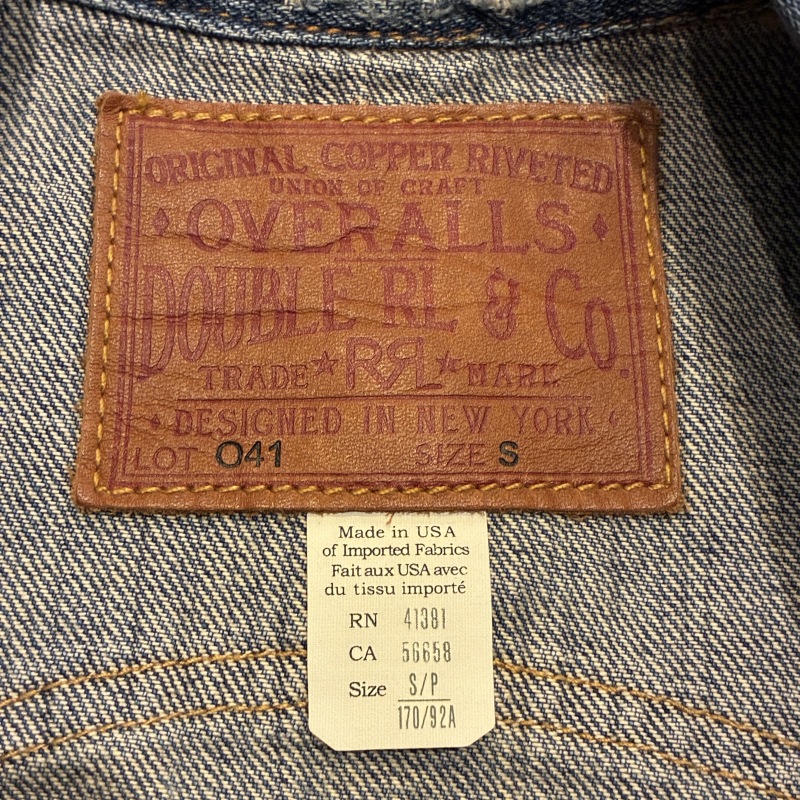 ORIGINAL COPPER RIVETED
UNION OF CRAFT
OVERALLS
DOUBLE RL & Co.
TRADE RRL MARK
DESIGNED IN NEW YORK
LOT 041 SIZE S
Made in USA
of Imported Fabrics
Fait aux USA avec
du tissu importé
RN 41381
CA 56658
Size S/P
170/92A